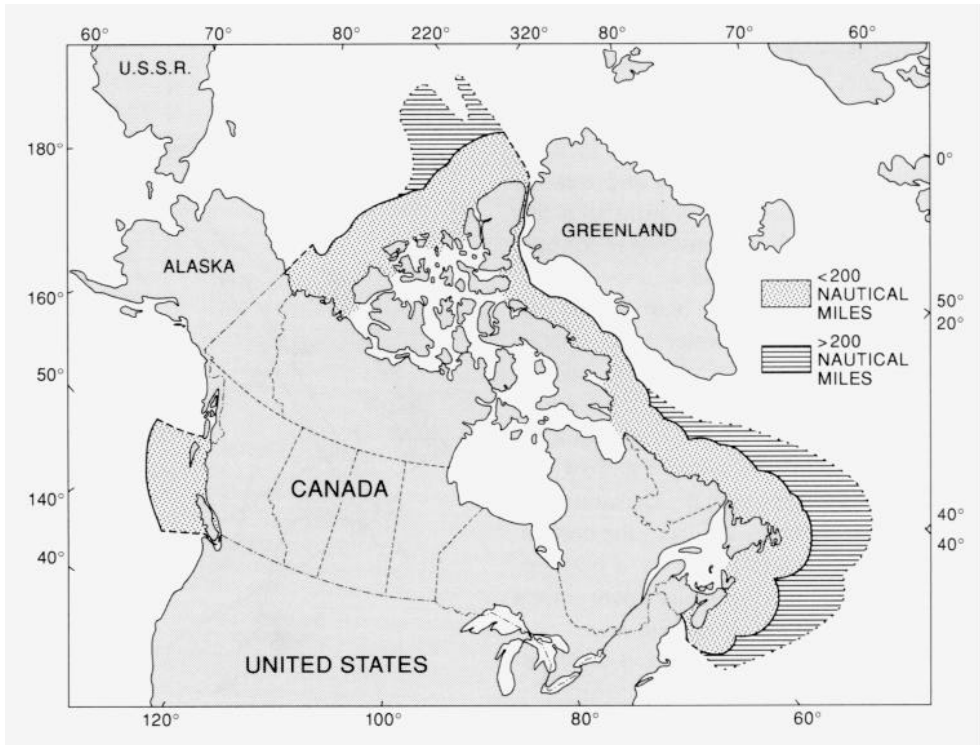 60° 70° 80° 220° 320° 80° 70° 60°
U.S.S.R.
180°
0°
GREENLAND
ALASKA
<200
NAUTICAL
MILES
160°
50°
20°
>200
NAUTICAL
MILES
50°
CANADA
140°
40°
40°
40°
UNITED STATES
120° 100° 80° 60°